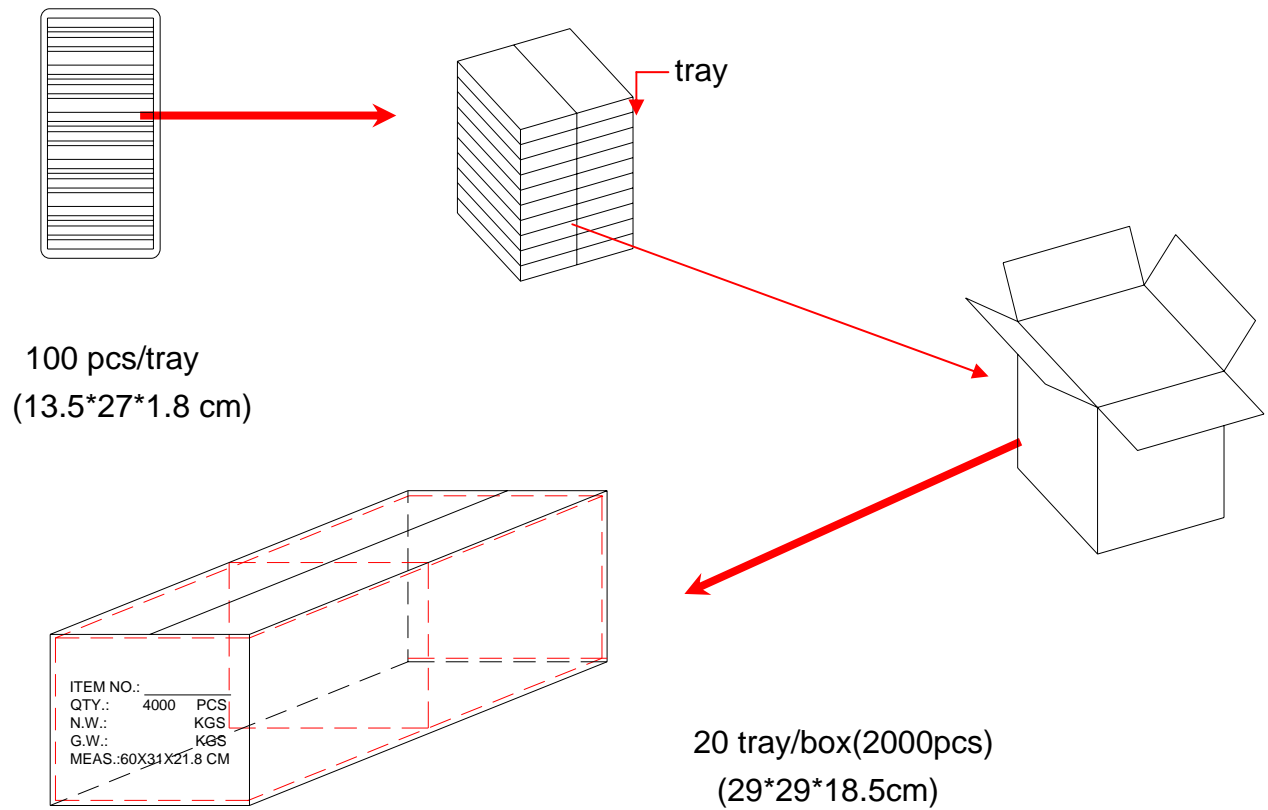 tray
100 pcs/tray
(13.5*27*1.8 cm)
ITEM NO.:
QTY.: 4000 PCS
N.W.: KGS
G.W.: KGS
MEAS.:60X31X21.8 CM
20 tray/box(2000pcs)
(29*29*18.5cm)